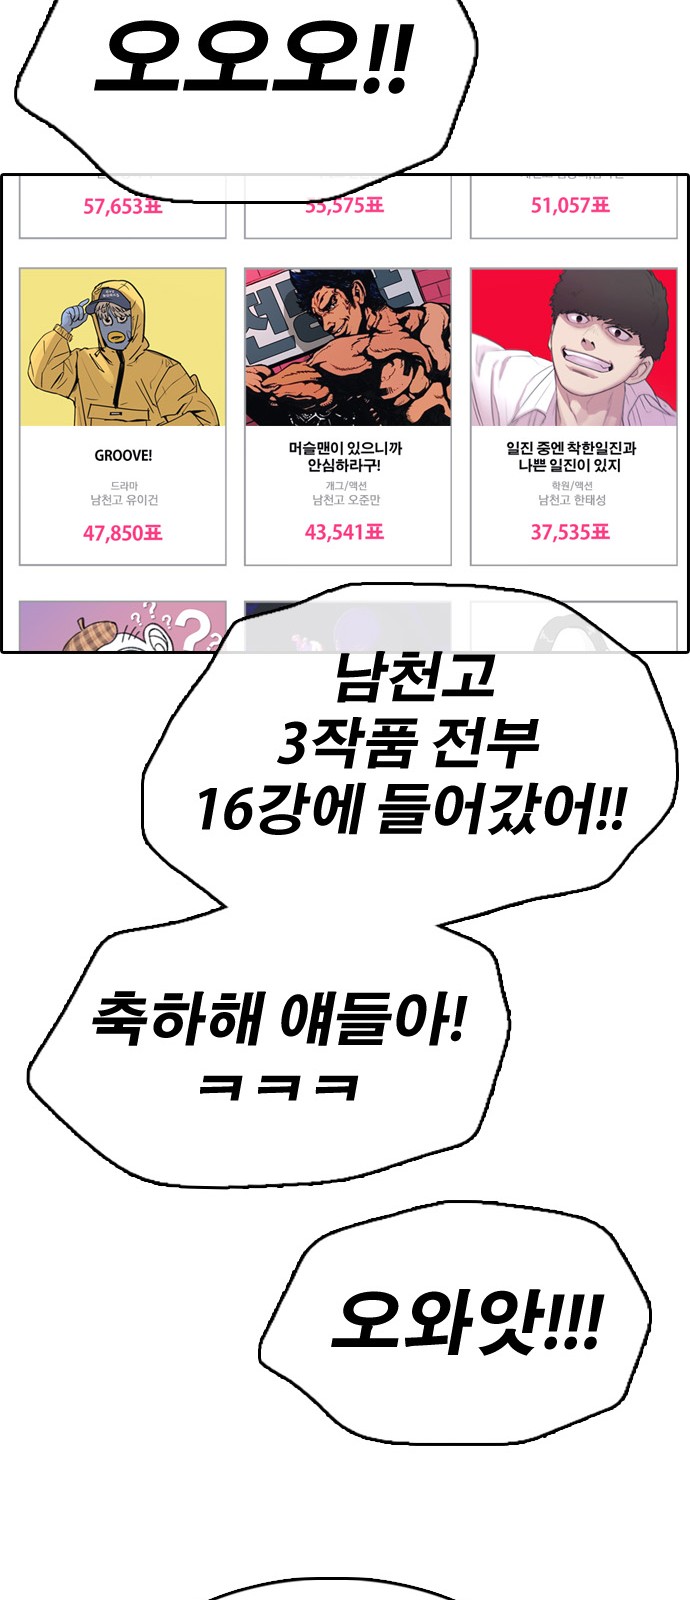 오오오!!
57,653표
55,575표
51,057표
GROOVE!
드라마
남천고 유이건
47,850표
머슬맨이 있으니까
안심하라구!
개그/액션
남천고 오준만
43,541표
일진 중엔 착한일진과
나쁜 일진이 있지
학원/액션
남천고 한태성
37,535표
남천고
3작품 전부
16강에 들어갔어!!
축하해 얘들아!
ㅋㅋㅋ
오와앗!!!